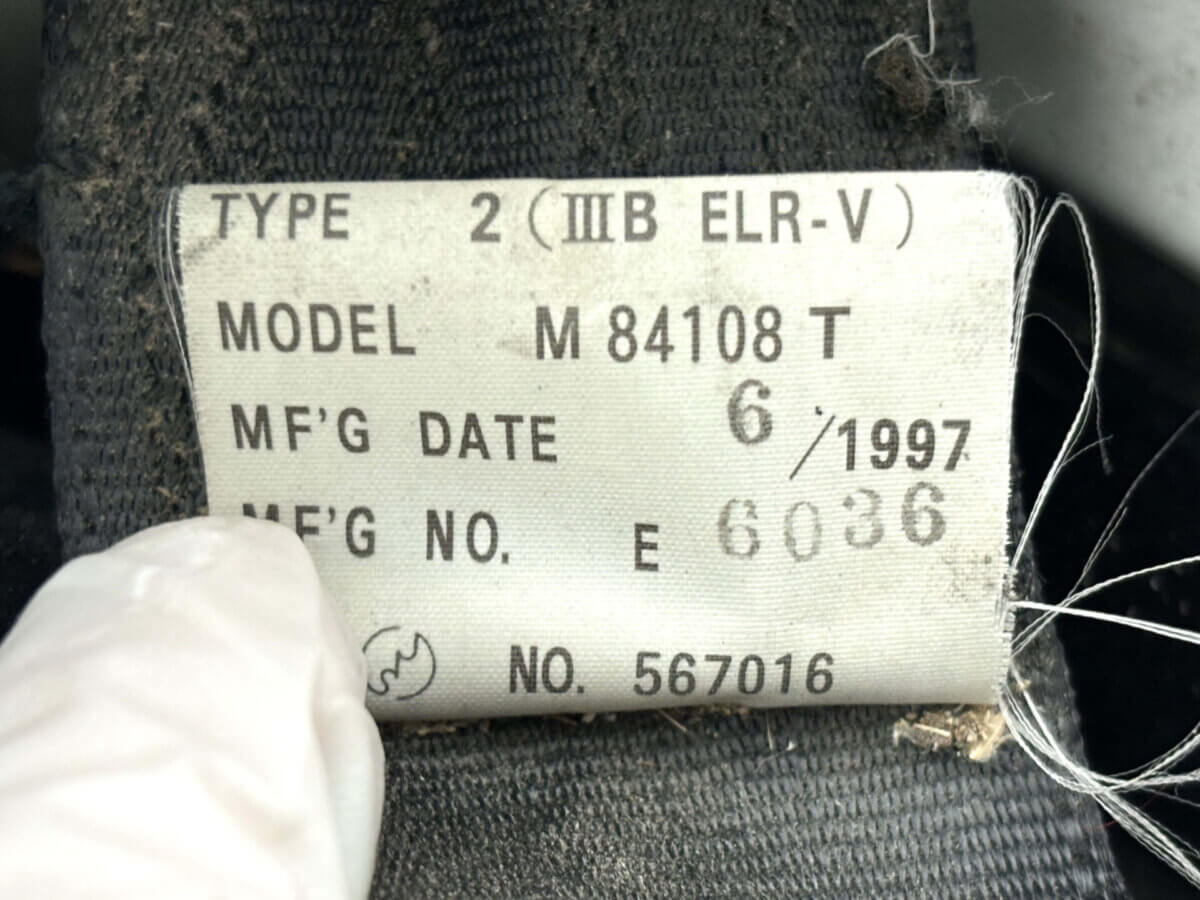 TYPE 2 (ⅢB ELR-V)
MODEL M 84108 T
MF'G DATE 6 /1997
MF'G NO. E 6036
NO. 567016